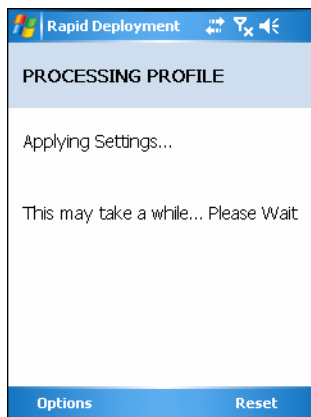 Rapid Deployment
PROCESSING PROFILE
Applying Settings...
This may take a while... Please Wait
Options Reset